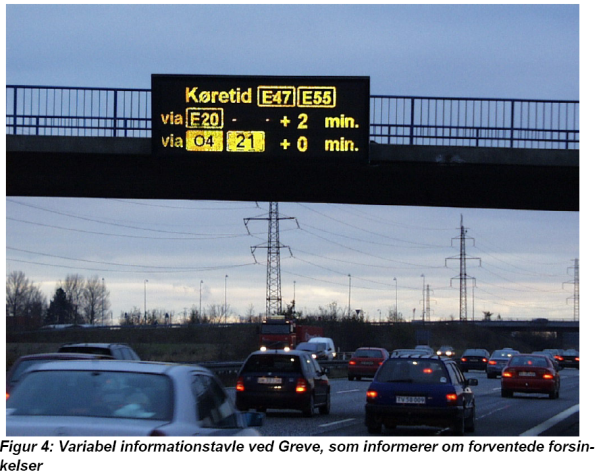 Køretid E47 E55
via E20 - - + 2 min.
via O4 21 + 0 min.
Figur 4: Variabel informationstavle ved Greve, som informerer om forventede forsin-
kelser